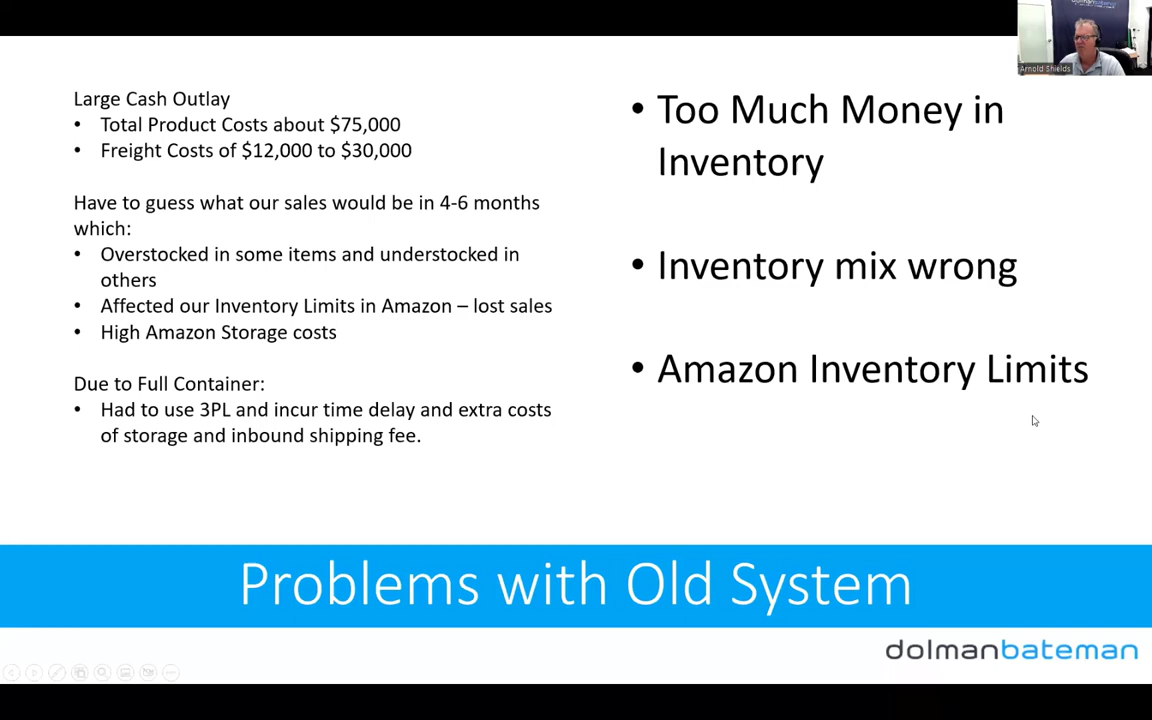 dolmanbateman
Arnold Shields
Large Cash Outlay
• Total Product Costs about $75,000
• Freight Costs of $12,000 to $30,000
Have to guess what our sales would be in 4-6 months
which:
• Overstocked in some items and understocked in
others
• Affected our Inventory Limits in Amazon – lost sales
• High Amazon Storage costs
Due to Full Container:
• Had to use 3PL and incur time delay and extra costs
of storage and inbound shipping fee.
• Too Much Money in
Inventory
• Inventory mix wrong
• Amazon Inventory Limits
Problems with Old System
dolmanbateman